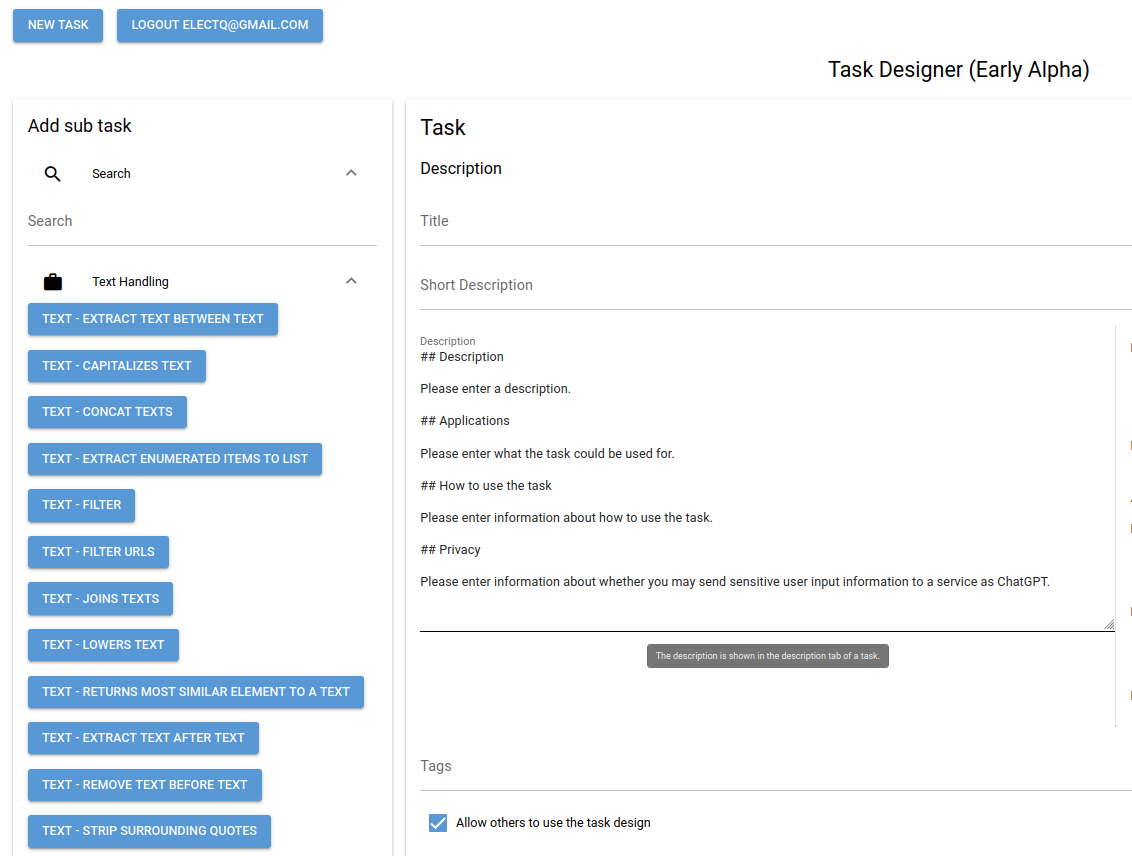 NEW TASK
LOGOUT ELECTQ@GMAIL.COM
Task Designer (Early Alpha)
Add sub task
Search
Search
Text Handling
TEXT - EXTRACT TEXT BETWEEN TEXT
TEXT - CAPITALIZES TEXT
TEXT - CONCAT TEXTS
TEXT - EXTRACT ENUMERATED ITEMS TO LIST
TEXT - FILTER
TEXT - FILTER URLS
TEXT - JOINS TEXTS
TEXT - LOWERS TEXT
TEXT - RETURNS MOST SIMILAR ELEMENT TO A TEXT
TEXT - EXTRACT TEXT AFTER TEXT
TEXT - REMOVE TEXT BEFORE TEXT
TEXT - STRIP SURROUNDING QUOTES
Task
Description
Title
Short Description
Description
## Description
Please enter a description.
## Applications
Please enter what the task could be used for.
## How to use the task
Please enter information about how to use the task.
## Privacy
Please enter information about whether you may send sensitive user input information to a service as ChatGPT.
The description is shown in the description tab of a task.
Tags
Allow others to use the task design